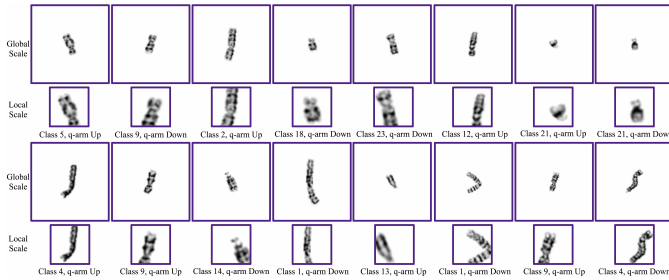 Global
Scale
Local
Scale
Class 5, q-arm Up Class 9, q-arm Down Class 2, q-arm Up Class 18, q-arm Down Class 23, q-arm Down Class 12, q-arm Up Class 21, q-arm Up Class 21, q-arm Down
Global
Scale
Local
Scale
Class 4, q-arm Up Class 9, q-arm Up Class 14, q-arm Down Class 1, q-arm Down Class 13, q-arm Up Class 1, q-arm Down Class 9, q-arm Up Class 4, q-arm Down